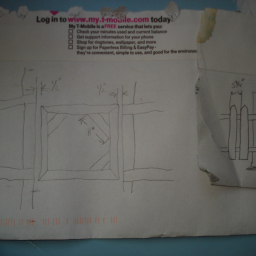 Log in to www.my.t-mobile.com today!
My T-Mobile is a FREE service that lets you:
Check your minutes used and current balance
Get support information for your phone
Shop for ringtones, wallpaper, and more
Sign up for Paperless Billing & EasyPay -
they're convenient, simple to use, and good for the environment